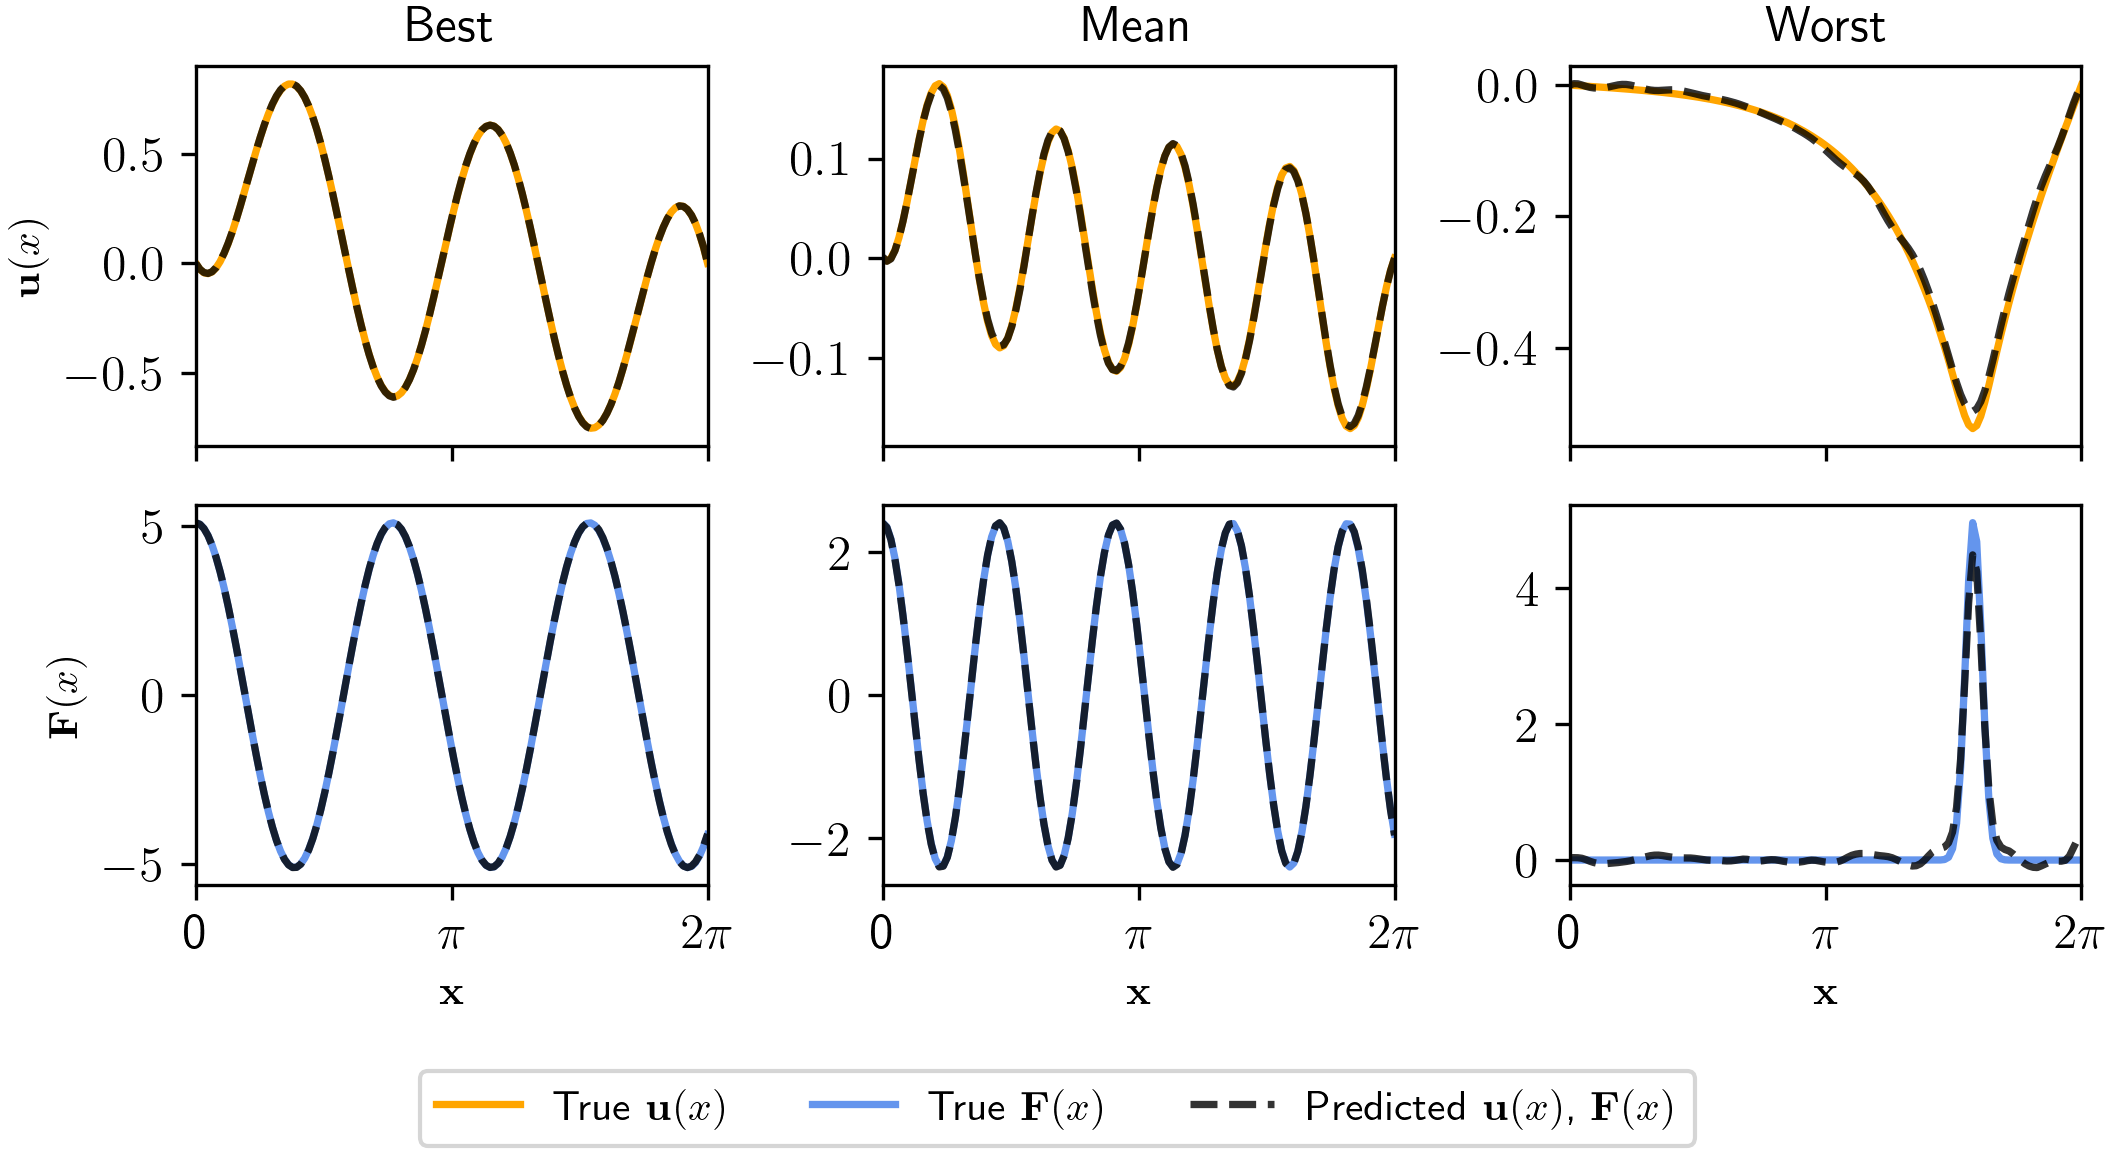 Best Mean Worst
0.5 0.0 −0.5
0.1 0.0 −0.1
0.0 −0.2 −0.4
u(x)
5 0 −5
2 0 −2
4 2 0
F(x)
0 π 2π 0 π 2π 0 π 2π
x x x
True u(x) True F(x) Predicted u(x), F(x)